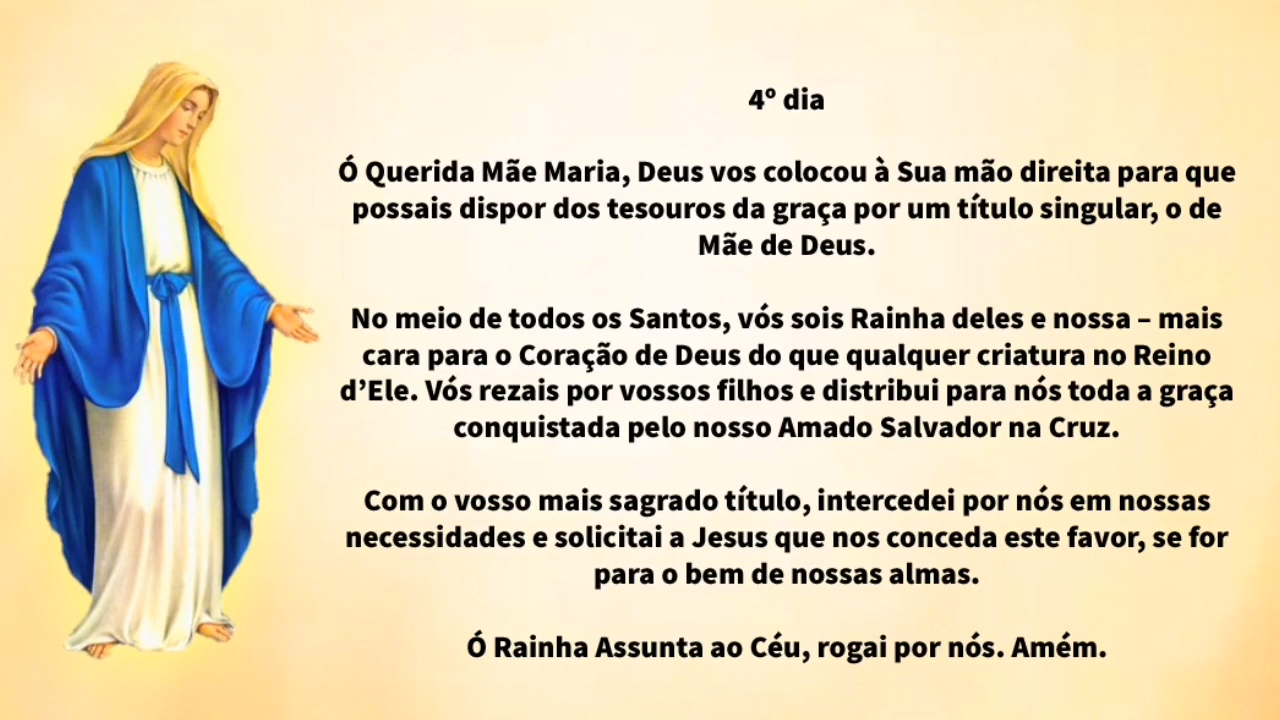 4º dia
Ó Querida Mãe Maria, Deus vos colocou à Sua mão direita para que
possais dispor dos tesouros da graça por um título singular, o de
Mãe de Deus.
No meio de todos os Santos, vós sois Rainha deles e nossa – mais
cara para o Coração de Deus do que qualquer criatura no Reino
d’Ele. Vós rezais por vossos filhos e distribui para nós toda a graça
conquistada pelo nosso Amado Salvador na Cruz.
Com o vosso mais sagrado título, intercedei por nós em nossas
necessidades e solicitai a Jesus que nos conceda este favor, se for
para o bem de nossas almas.
Ó Rainha Assunta ao Céu, rogai por nós. Amém.